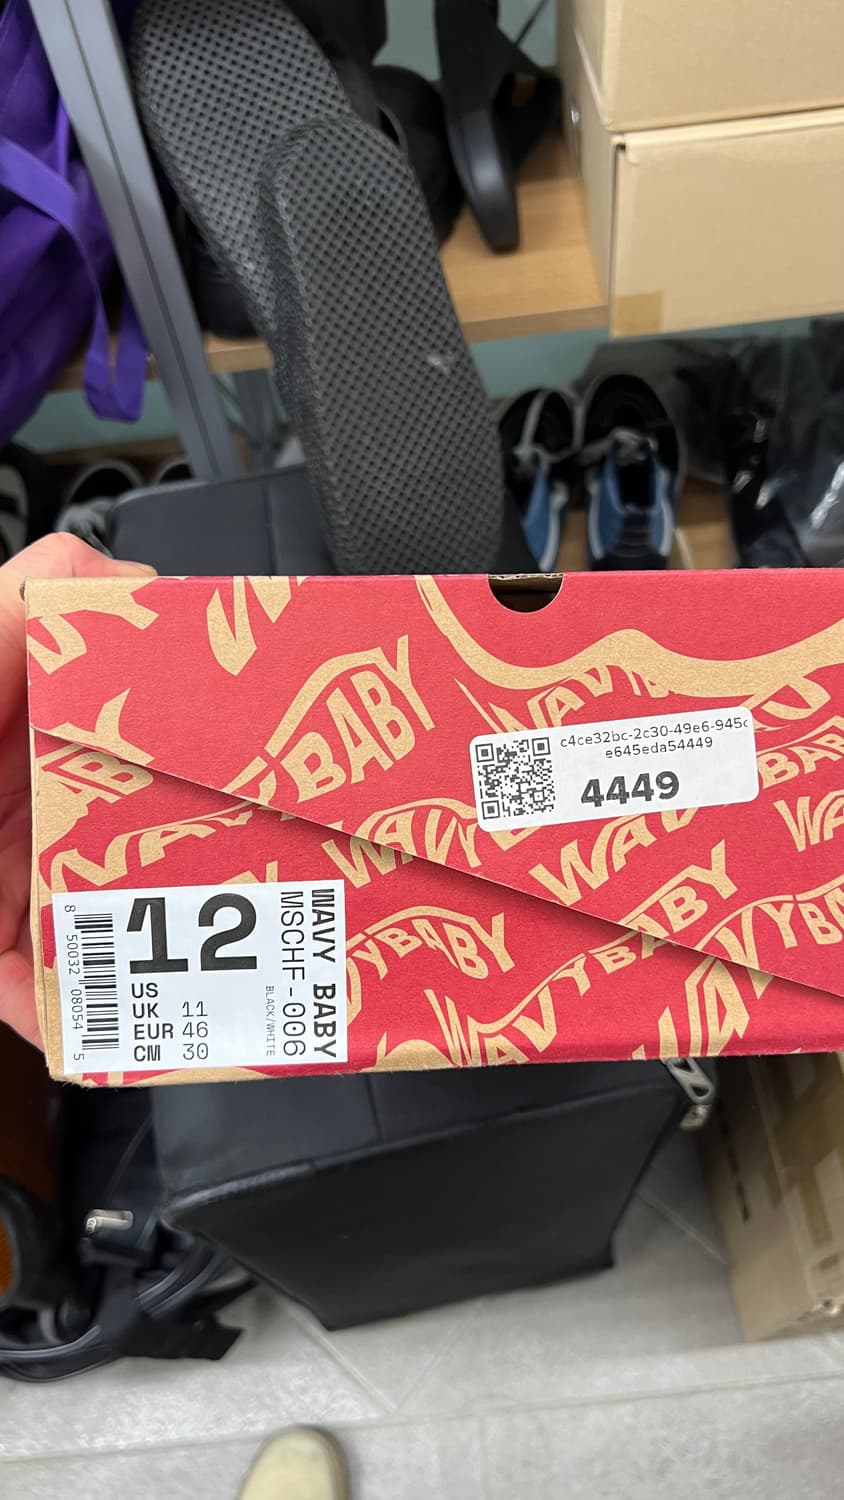 WAVY BABY
WAVYBABY
WAVYBABY
WAVYBABY
c4ce32bc-2c30-49e6-945c
e645eda54449
4449
12
US
UK 11
EUR 46
CM 30
WAVY BABY
MSCHF-006
BLACK/WHITE
8 50032 08054 5